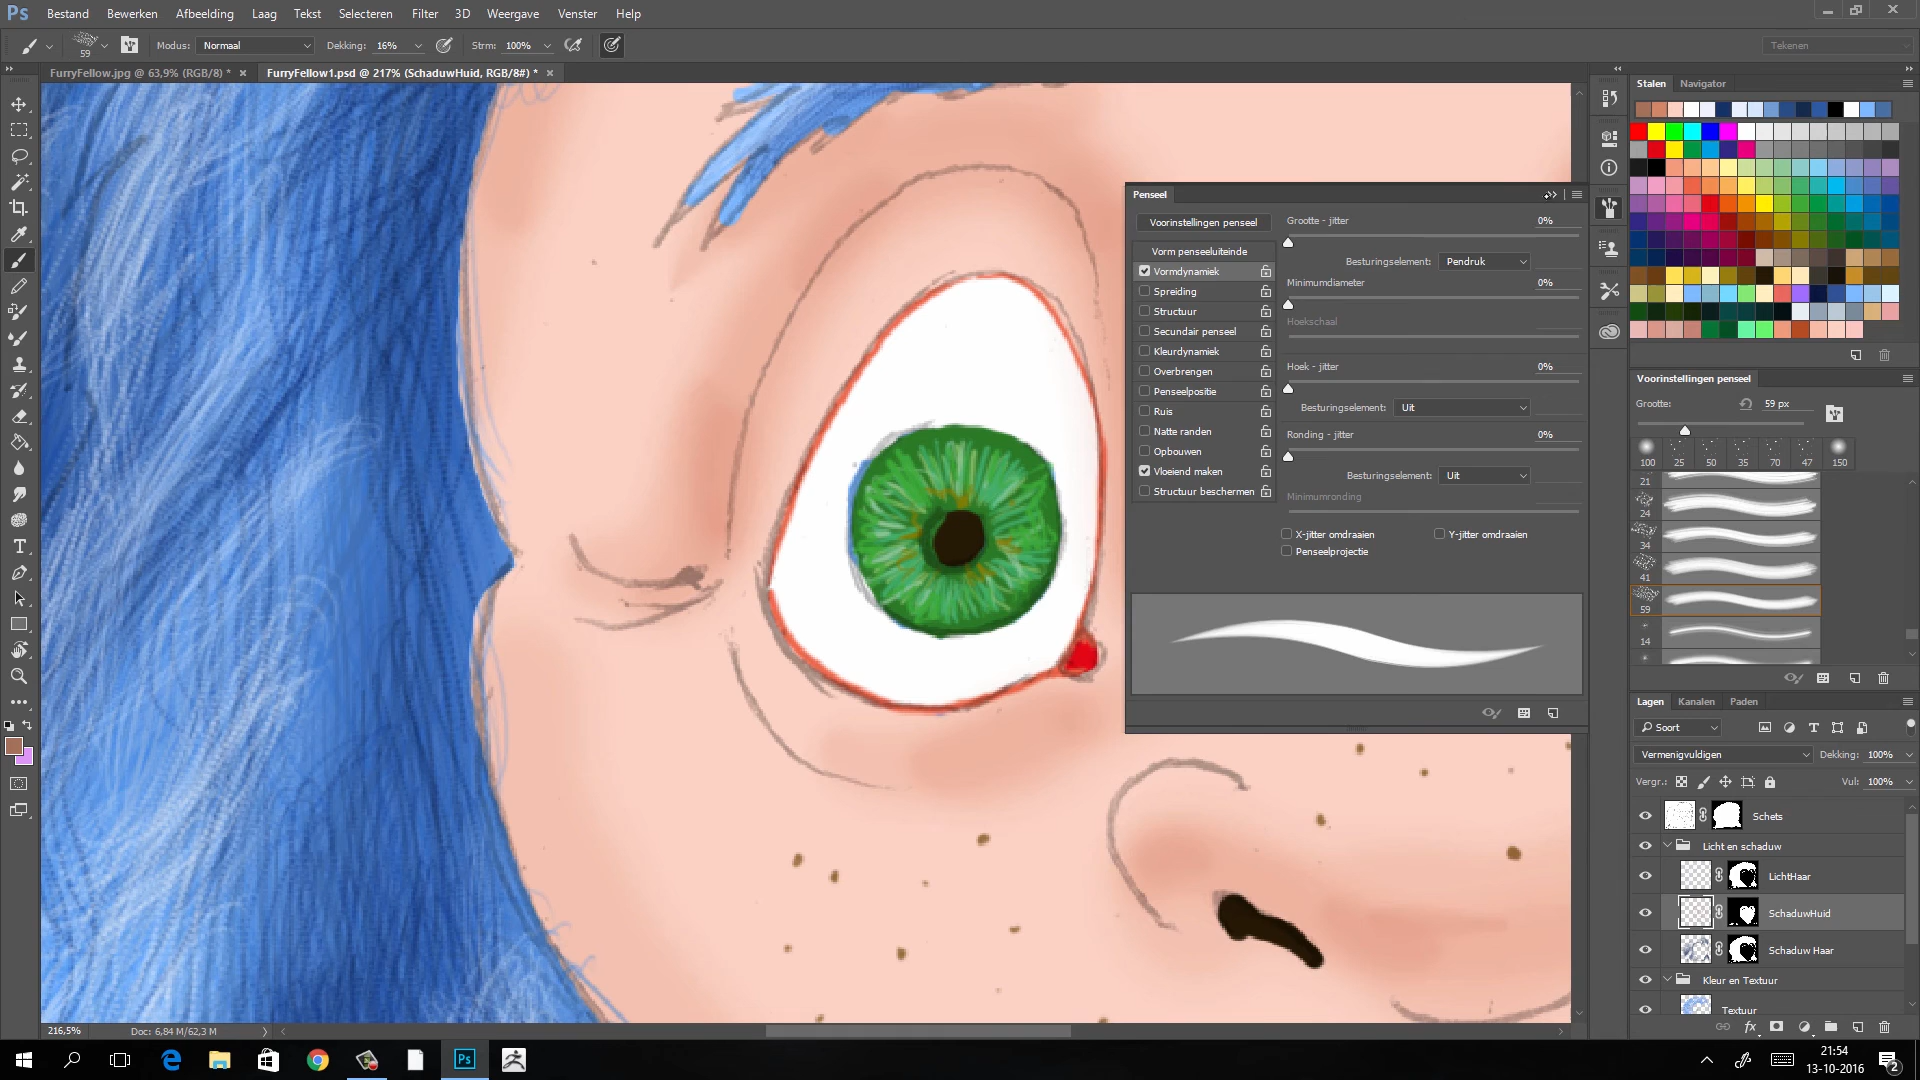 Ps Bestand Bewerken Afbeelding Laag Tekst Selecteren Filter 3D Weergave Venster Help
59 Modus: Normaal Dekking: 16% Strm: 100% Tekenen
FurryFellow.jpg @ 63,9% (RGB/8) * × FurryFellow1.psd @ 217% (SchaduwHuid, RGB/8#) * ×
Stalen Navigator
Penseel
Voorinstellingen penseel
Vorm penseeluiteinde
Vormdynamiek
Spreiding
Structuur
Secundair penseel
Kleurdynamiek
Overbrengen
Penseelpositie
Ruis
Natte randen
Opbouwen
Vloeiend maken
Structuur beschermen
Grootte - jitter 0%
Besturingselement: Pendruk
Minimumdiameter 0%
Hoekschaal
Hoek - jitter 0%
Besturingselement: Uit
Ronding - jitter 0%
Besturingselement: Uit
Minimumronding
X-jitter omdraaien Y-jitter omdraaien
Penseelprojectie
Voorinstellingen penseel
Grootte: 59 px
100 25 50 35 70 47 150
21
24
34
41
59
14
Lagen Kanalen Paden
Soort
Vermenigvuldigen Dekking: 100%
Vergr.: Vul: 100%
Schets
Licht en schaduw
LichtHaar
SchaduwHuid
Schaduw Haar
Kleur en Textuur
Textuur
fx
216,5% Doc: 6,84 M/62,3 M
Ps
21:54
13-10-2016
2